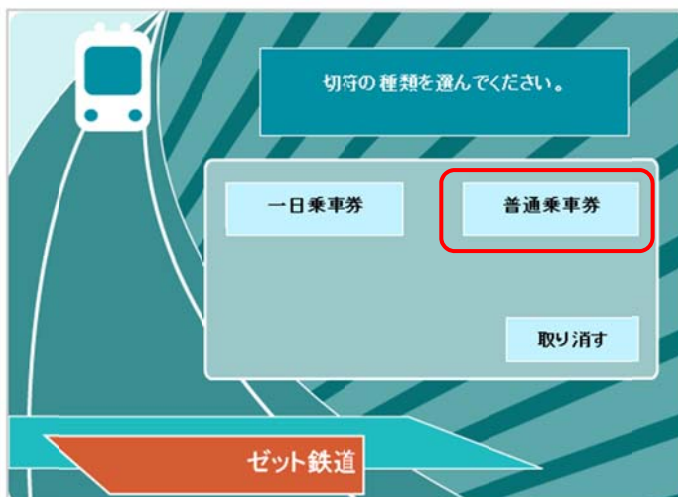 切符の種類を選んでください。
一日乗車券
普通乗車券
取り消す
ゼット鉄道